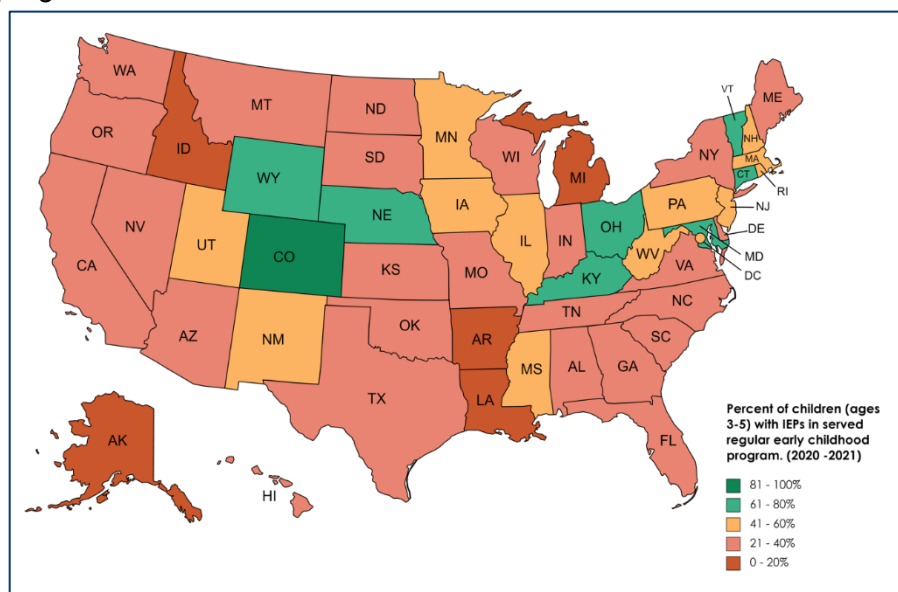 WA
MT
ND
MN
VT
ME
OR
ID
SD
WI
MI
NY
NH
MA
CT
RI
WY
IA
NE
PA
NJ
NV
UT
CO
IL
IN
OH
DE
MD
DC
WV
VA
CA
KS
MO
KY
NC
AZ
NM
OK
AR
TN
SC
MS
AL
GA
TX
LA
FL
AK
HI
Percent of children (ages
3-5) with IEPs in served
regular early childhood
program. (2020 -2021)
81 - 100%
61 - 80%
41 - 60%
21 - 40%
0 - 20%